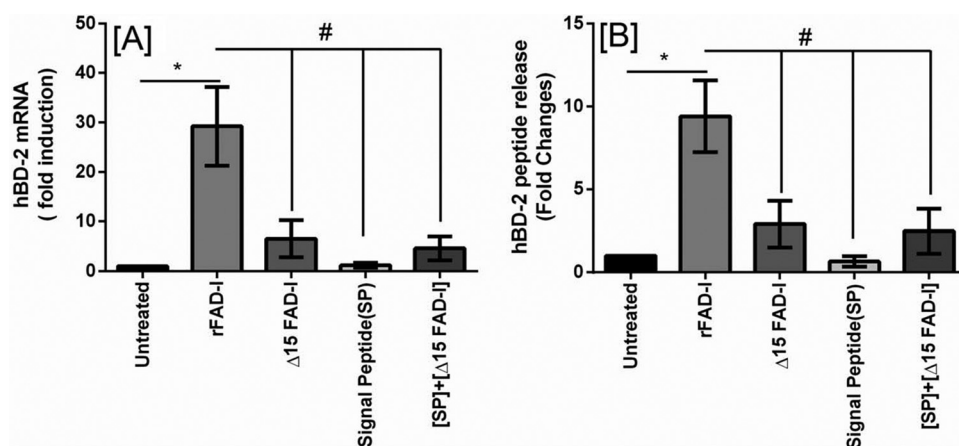 [A]
#
*
50
40
30
20
10
0
hBD-2 mRNA
( fold induction)
Untreated
rFAD-I
Δ15 FAD-I
Signal Peptide(SP)
[SP]+[Δ15 FAD-I]
[B]
#
*
15
10
5
0
hBD-2 peptide release
(Fold Changes)
Untreated
rFAD-I
Δ15 FAD-I
Signal Peptide(SP)
[SP]+[Δ15 FAD-I]